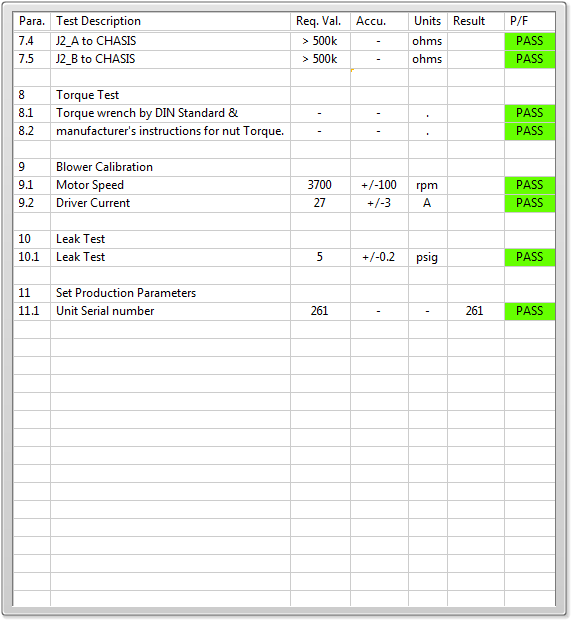 Para. Test Description Req. Val. Accu. Units Result P/F
7.4 J2_A to CHASIS > 500k - ohms PASS
7.5 J2_B to CHASIS > 500k - ohms PASS
8 Torque Test
8.1 Torque wrench by DIN Standard & - - . PASS
8.2 manufacturer's instructions for nut Torque. - - . PASS
9 Blower Calibration
9.1 Motor Speed 3700 +/-100 rpm PASS
9.2 Driver Current 27 +/-3 A PASS
10 Leak Test
10.1 Leak Test 5 +/-0.2 psig PASS
11 Set Production Parameters
11.1 Unit Serial number 261 - - 261 PASS